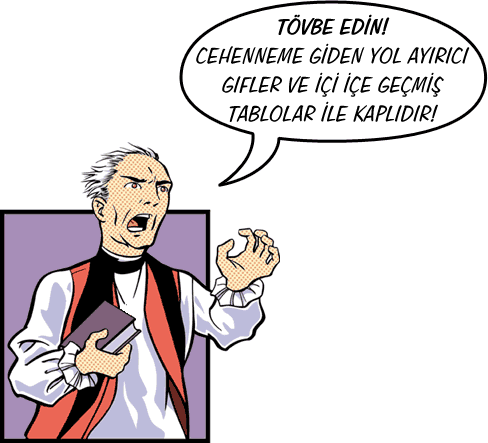 TÖVBE EDİN!
CEHENNEME GİDEN YOL AYIRICI
GIFLER VE İÇİ İÇE GEÇMİŞ
TABLOLAR İLE KAPLIDIR!